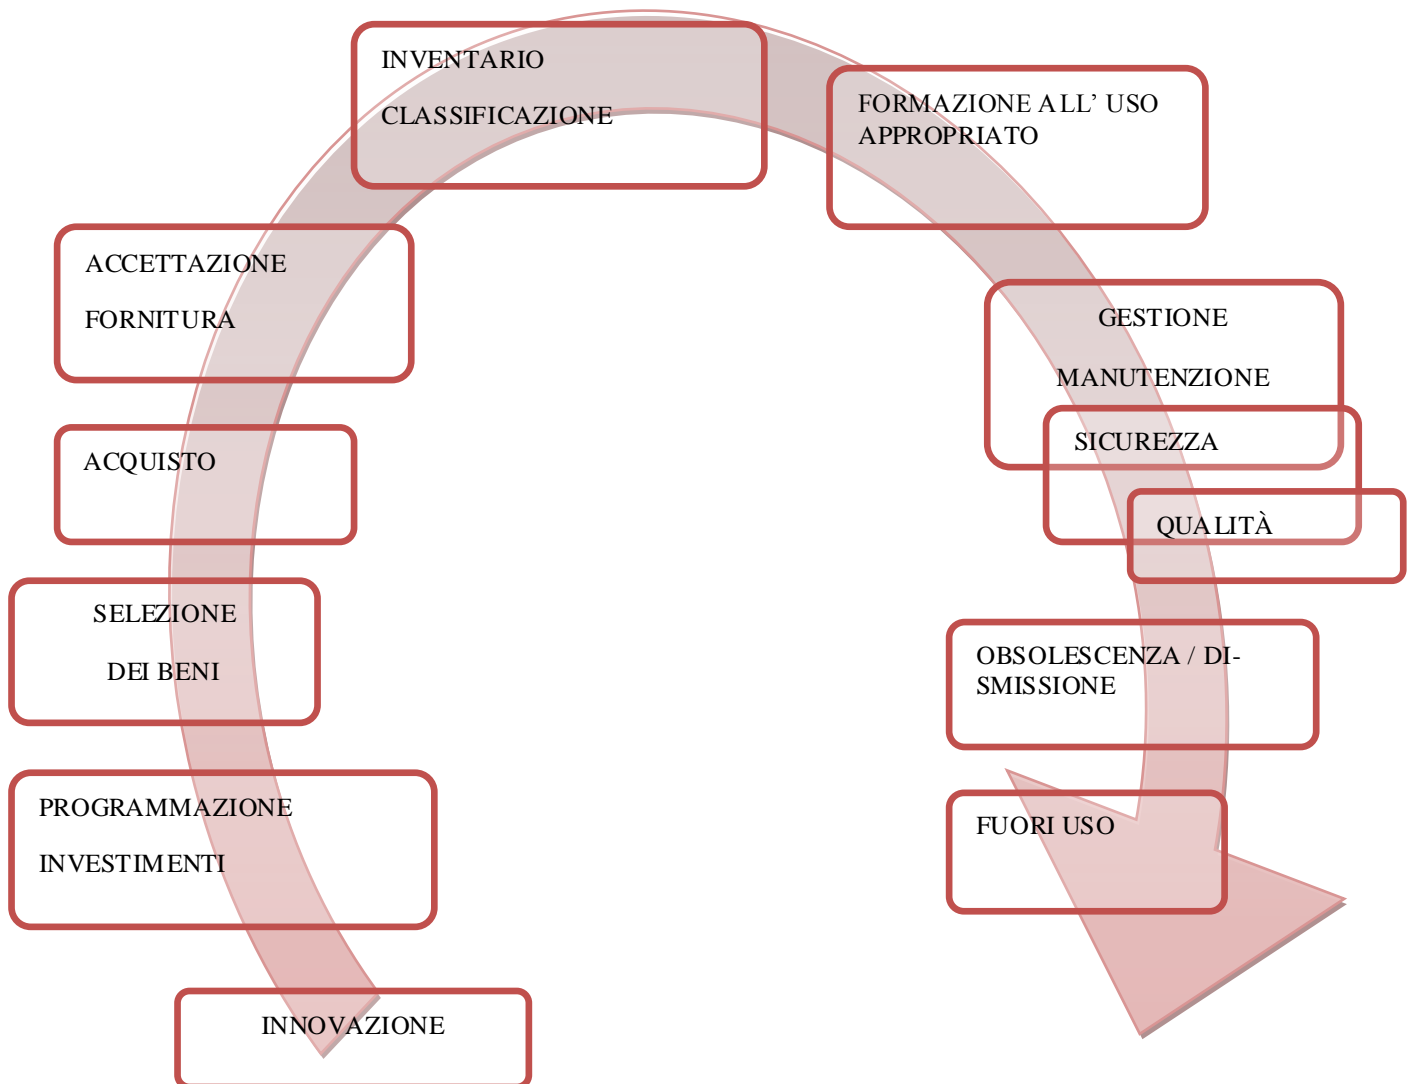 INVENTARIO
CLASSIFICAZIONE
FORMAZIONE ALL’ USO
APPROPRIATO
ACCETTAZIONE
FORNITURA
GESTIONE
MANUTENZIONE
SICUREZZA
ACQUISTO
QUALITÀ
SELEZIONE
DEI BENI
OBSOLESCENZA / DI-
SMISSIONE
PROGRAMMAZIONE
INVESTIMENTI
FUORI USO
INNOVAZIONE